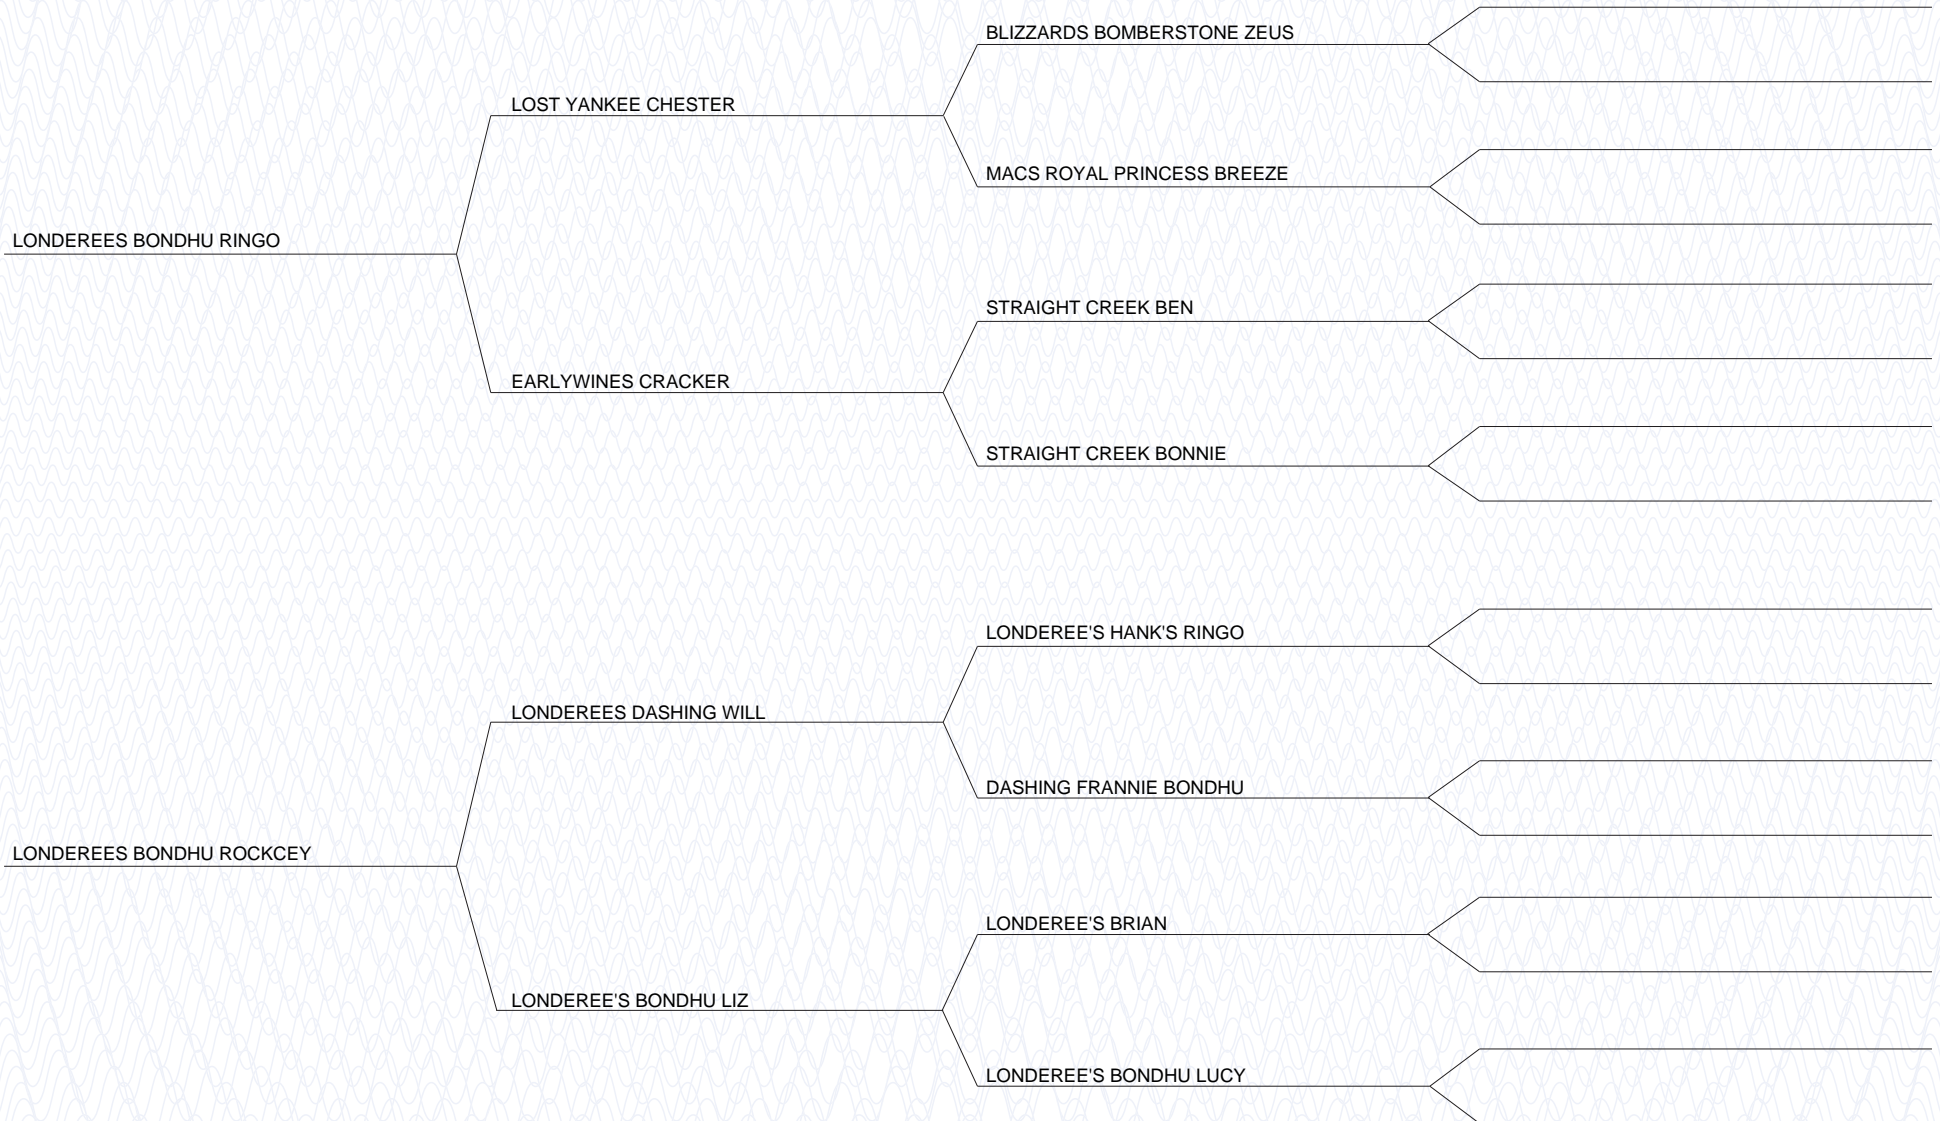 BLIZZARDS BOMBERSTONE ZEUS
LOST YANKEE CHESTER
MACS ROYAL PRINCESS BREEZE
LONDEREES BONDHU RINGO
STRAIGHT CREEK BEN
EARLYWINES CRACKER
STRAIGHT CREEK BONNIE
LONDEREE'S HANK'S RINGO
LONDEREES DASHING WILL
DASHING FRANNIE BONDHU
LONDEREES BONDHU ROCKCEY
LONDEREE'S BRIAN
LONDEREE'S BONDHU LIZ
LONDEREE'S BONDHU LUCY